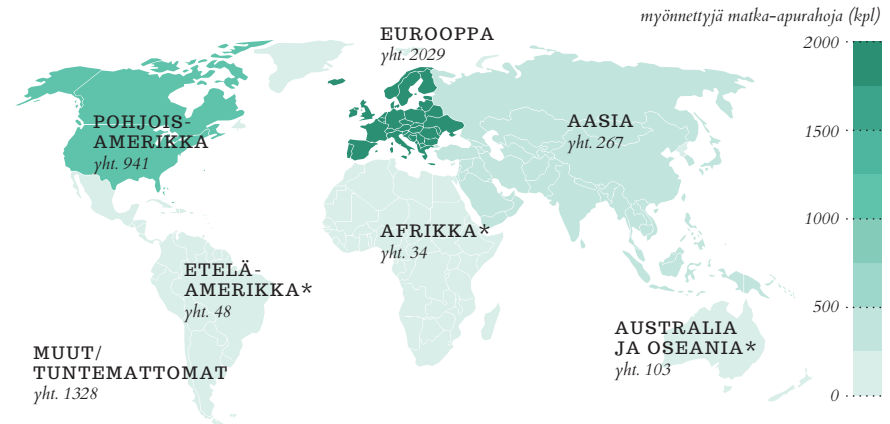 myönnettyjä matka-apurahoja (kpl)
EUROOPPA
yht. 2029
POHJOIS-
AMERIKKA
yht. 941
AASIA
yht. 267
AFRIKKA*
yht. 34
ETELÄ-
AMERIKKA*
yht. 48
AUSTRALIA
JA OSEANIA*
yht. 103
MUUT/
TUNTEMATTOMAT
yht. 1328
2000
1500
1000
500
0